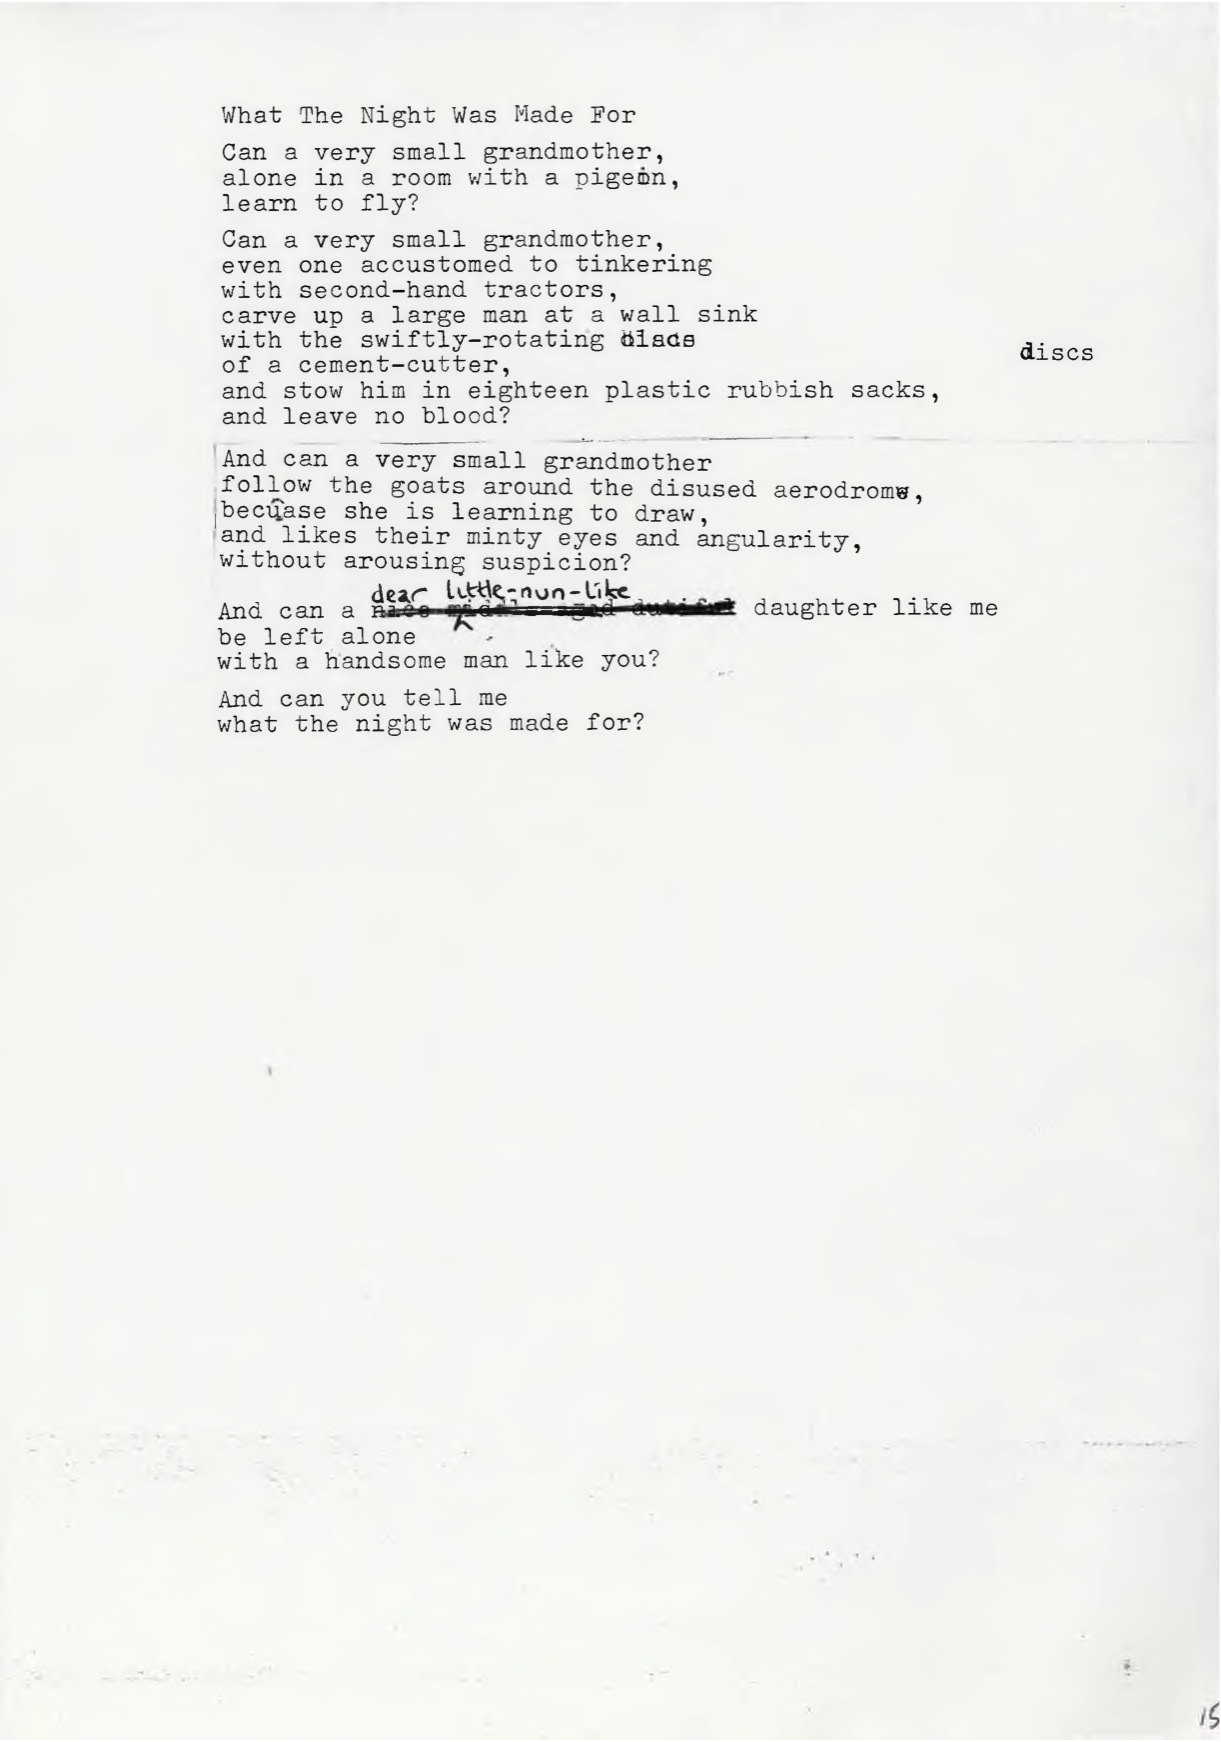 What The Night Was Made For
Can a very small grandmother,
alone in a room with a pigeon,
learn to fly?
Can a very small grandmother,
even one accustomed to tinkering
with second-hand tractors,
carve up a large man at a wall sink
with the swiftly-rotating discs
discs
of a cement-cutter,
and stow him in eighteen plastic rubbish sacks,
and leave no blood?
And can a very small grandmother
follow the goats around the disused aerodrome,
becuase she is learning to draw,
and likes their minty eyes and angularity,
without arousing suspicion?
dear little-nun-like
And can a nice middle-aged dutiful daughter like me
be left alone
with a handsome man like you?
And can you tell me
what the night was made for?
15